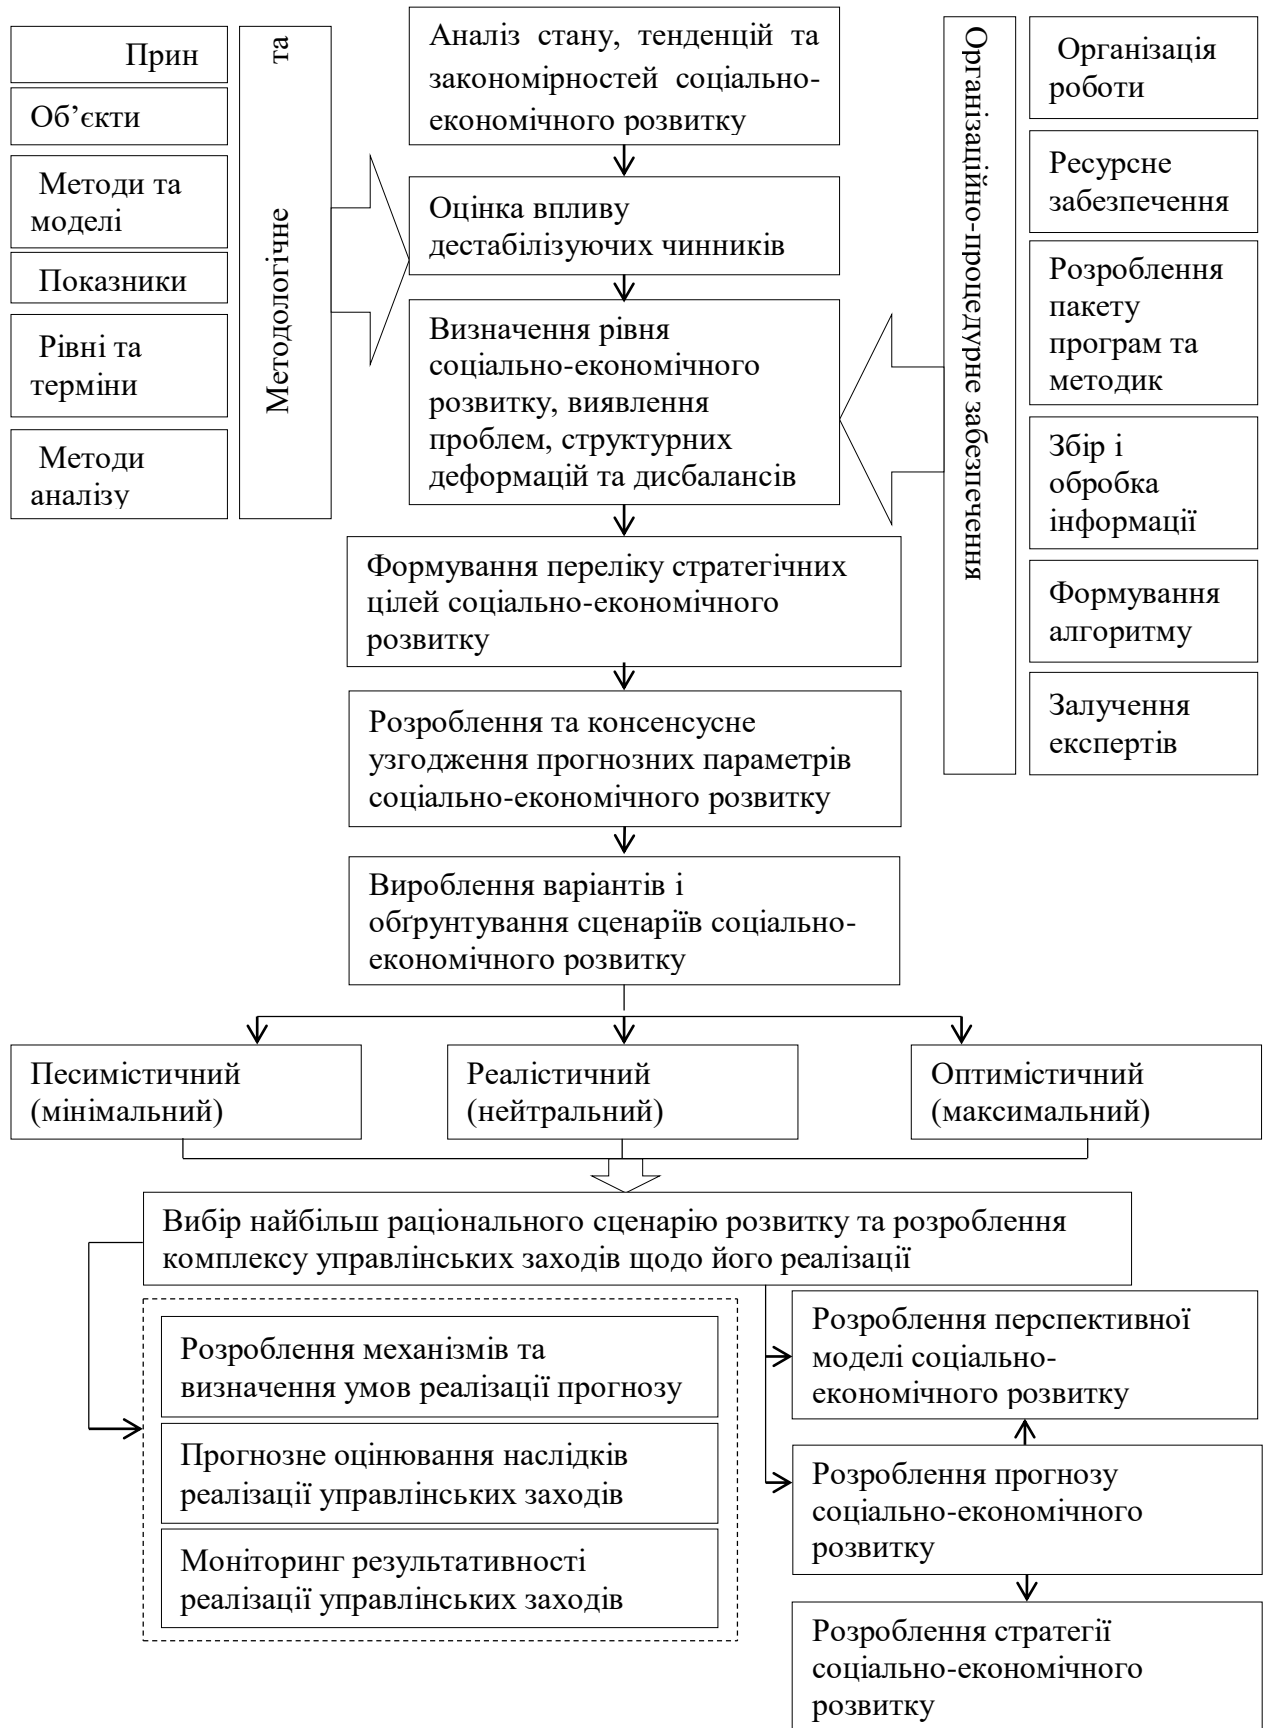 Прин
Об’єкти
Методи та
моделі
Показники
Рівні та
терміни
Методи
аналізу
Методологічне та
Аналіз стану, тенденцій та
закономірностей соціально-
економічного розвитку
Оцінка впливу
дестабілізуючих чинників
Визначення рівня
соціально-економічного
розвитку, виявлення
проблем, структурних
деформацій та дисбалансів
Організаційно-процедурне забезпечення
Організація
роботи
Ресурсне
забезпечення
Розроблення
пакету
програм та
методик
Збір і
обробка
інформації
Формування
алгоритму
Залучення
експертів
Формування переліку стратегічних
цілей соціально-економічного
розвитку
Розроблення та консенсусне
узгодження прогнозних параметрів
соціально-економічного розвитку
Вироблення варіантів і
обґрунтування сценаріїв соціально-
економічного розвитку
Песимістичний
(мінімальний)
Реалістичний
(нейтральний)
Оптимістичний
(максимальний)
Вибір найбільш раціонального сценарію розвитку та розроблення
комплексу управлінських заходів щодо його реалізації
Розроблення механізмів та
визначення умов реалізації прогнозу
Прогнозне оцінювання наслідків
реалізації управлінських заходів
Моніторинг результативності
реалізації управлінських заходів
Розроблення перспективної
моделі соціально-
економічного розвитку
Розроблення прогнозу
соціально-економічного
розвитку
Розроблення стратегії
соціально-економічного
розвитку